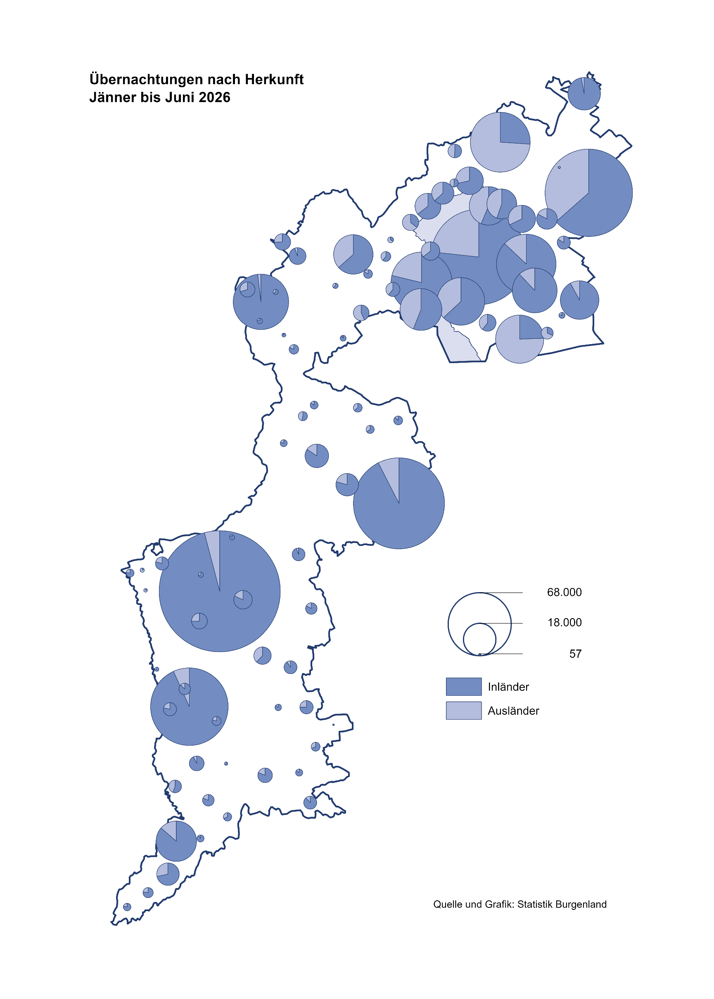 Übernachtungen nach Herkunft
Jänner bis Juni 2026
68.000
18.000
57
Inländer
Ausländer
Quelle und Grafik: Statistik Burgenland